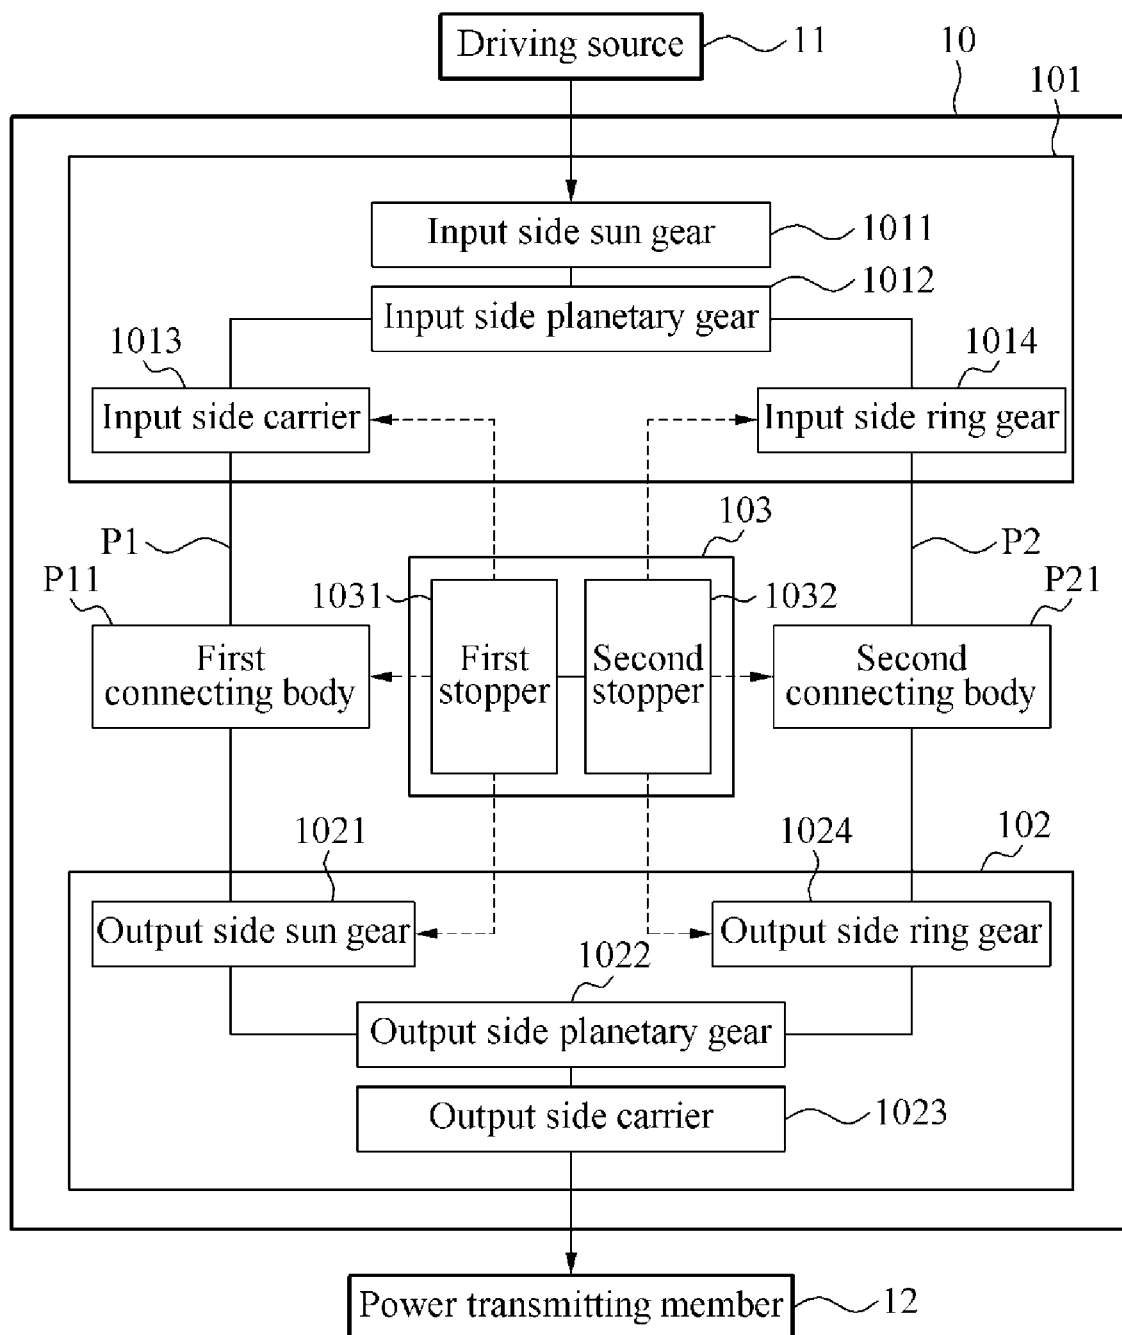 Driving source
11
10
101
Input side sun gear
1011
1012
Input side planetary gear
1013
1014
Input side carrier
Input side ring gear
103
P1
P2
P11
1031
1032
P21
First
connecting body
First
stopper
Second
stopper
Second
connecting body
1021
1024
102
Output side sun gear
Output side ring gear
1022
Output side planetary gear
Output side carrier
1023
Power transmitting member
12